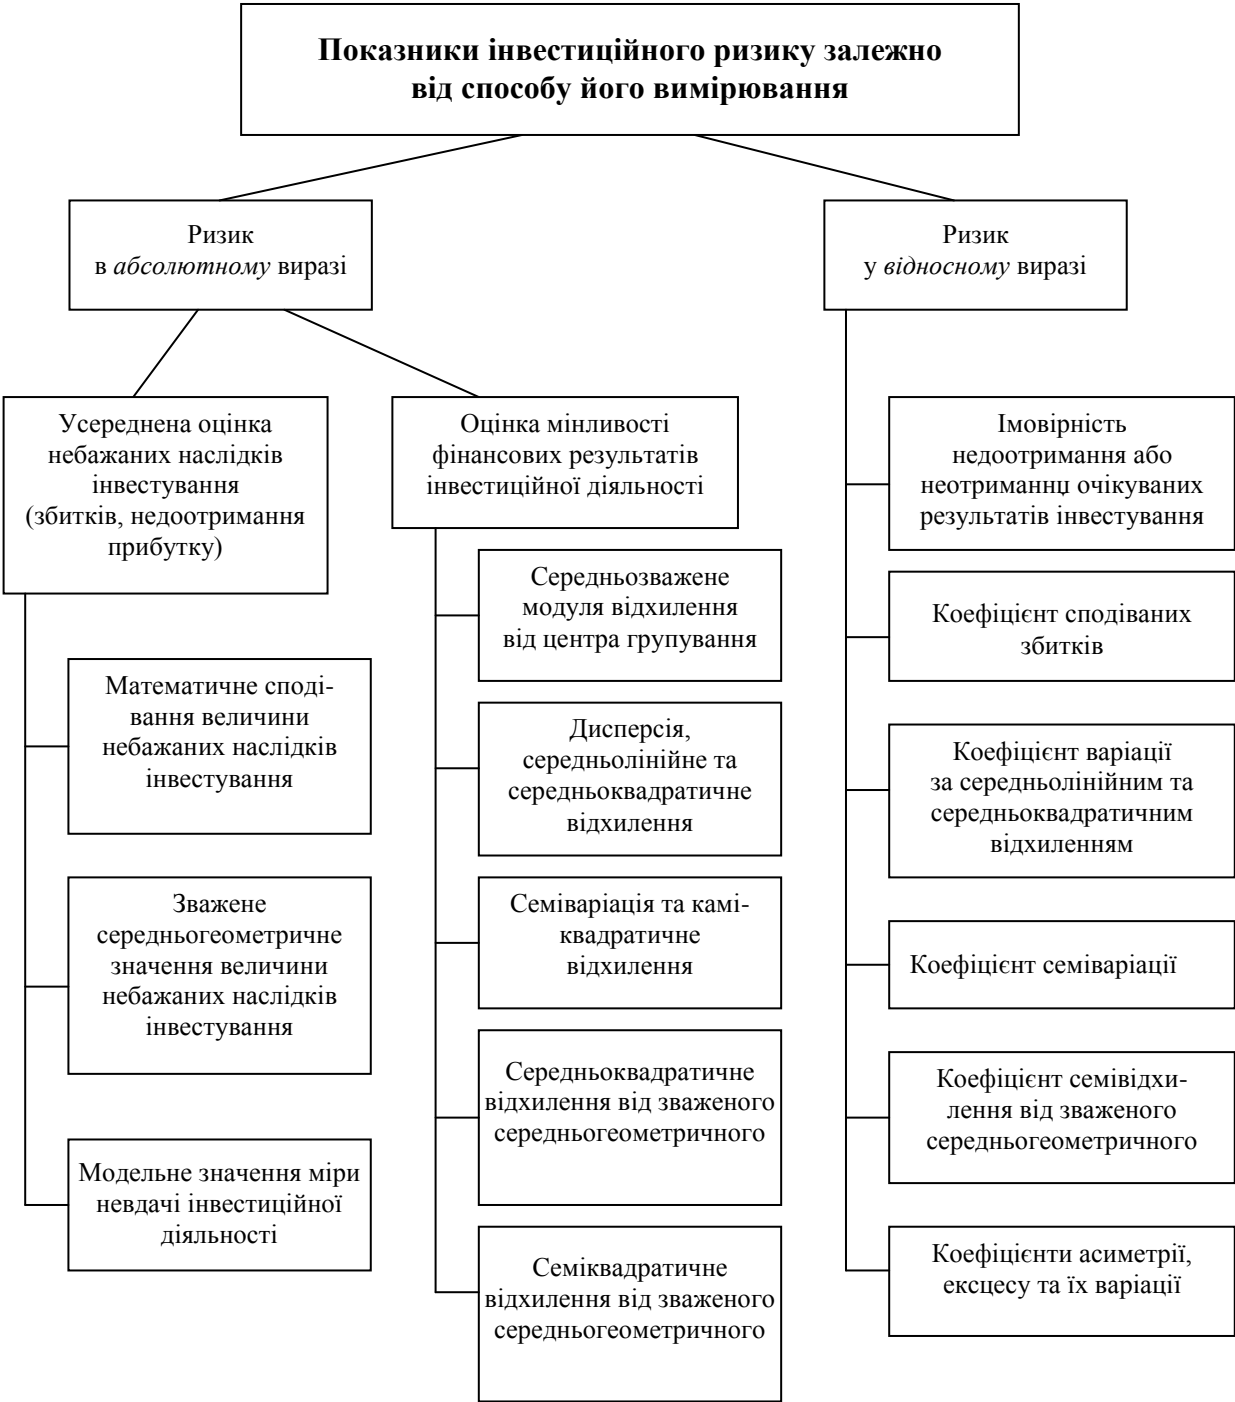 Показники інвестиційного ризику залежно
від способу його вимірювання
Ризик
в абсолютному виразі
Ризик
у відносному виразі
Усереднена оцінка
небажаних наслідків
інвестування
(збитків, недоотримання
прибутку)
Математичне споді-
вання величини
небажаних наслідків
інвестування
Зважене
середньогеометричне
значення величини
небажаних наслідків
інвестування
Модельне значення міри
невдачі інвестиційної
діяльності
Оцінка мінливості
фінансових результатів
інвестиційної діяльності
Середньозважене
модуля відхилення
від центра групування
Дисперсія,
середньолінійне та
середньоквадратичне
відхилення
Семіваріація та камі-
квадратичне
відхилення
Середньоквадратичне
відхилення від зваженого
середньогеометричного
Семіквадратичне
відхилення від зваженого
середньогеометричного
Імовірність
недоотримання або
неотриманнџ очікуваних
результатів інвестування
Коефіцієнт сподіваних
збитків
Коефіцієнт варіації
за середньолінійним та
середньоквадратичним
відхиленням
Коефіцієнт семіваріації
Коефіцієнт семівідхи-
лення від зваженого
середньогеометричного
Коефіцієнти асиметрії,
ексцесу та їх варіації